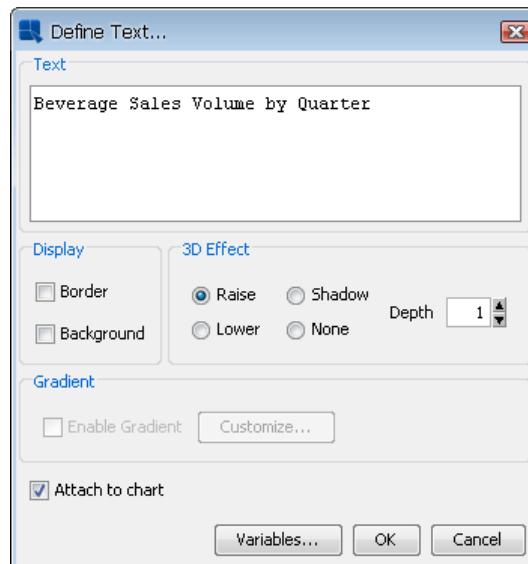 Define Text...
Text
Beverage Sales Volume by Quarter
Display
Border
Background
3D Effect
Raise
Shadow
Lower
None
Depth
1
Gradient
Enable Gradient
Customize...
Attach to chart
Variables...
OK
Cancel